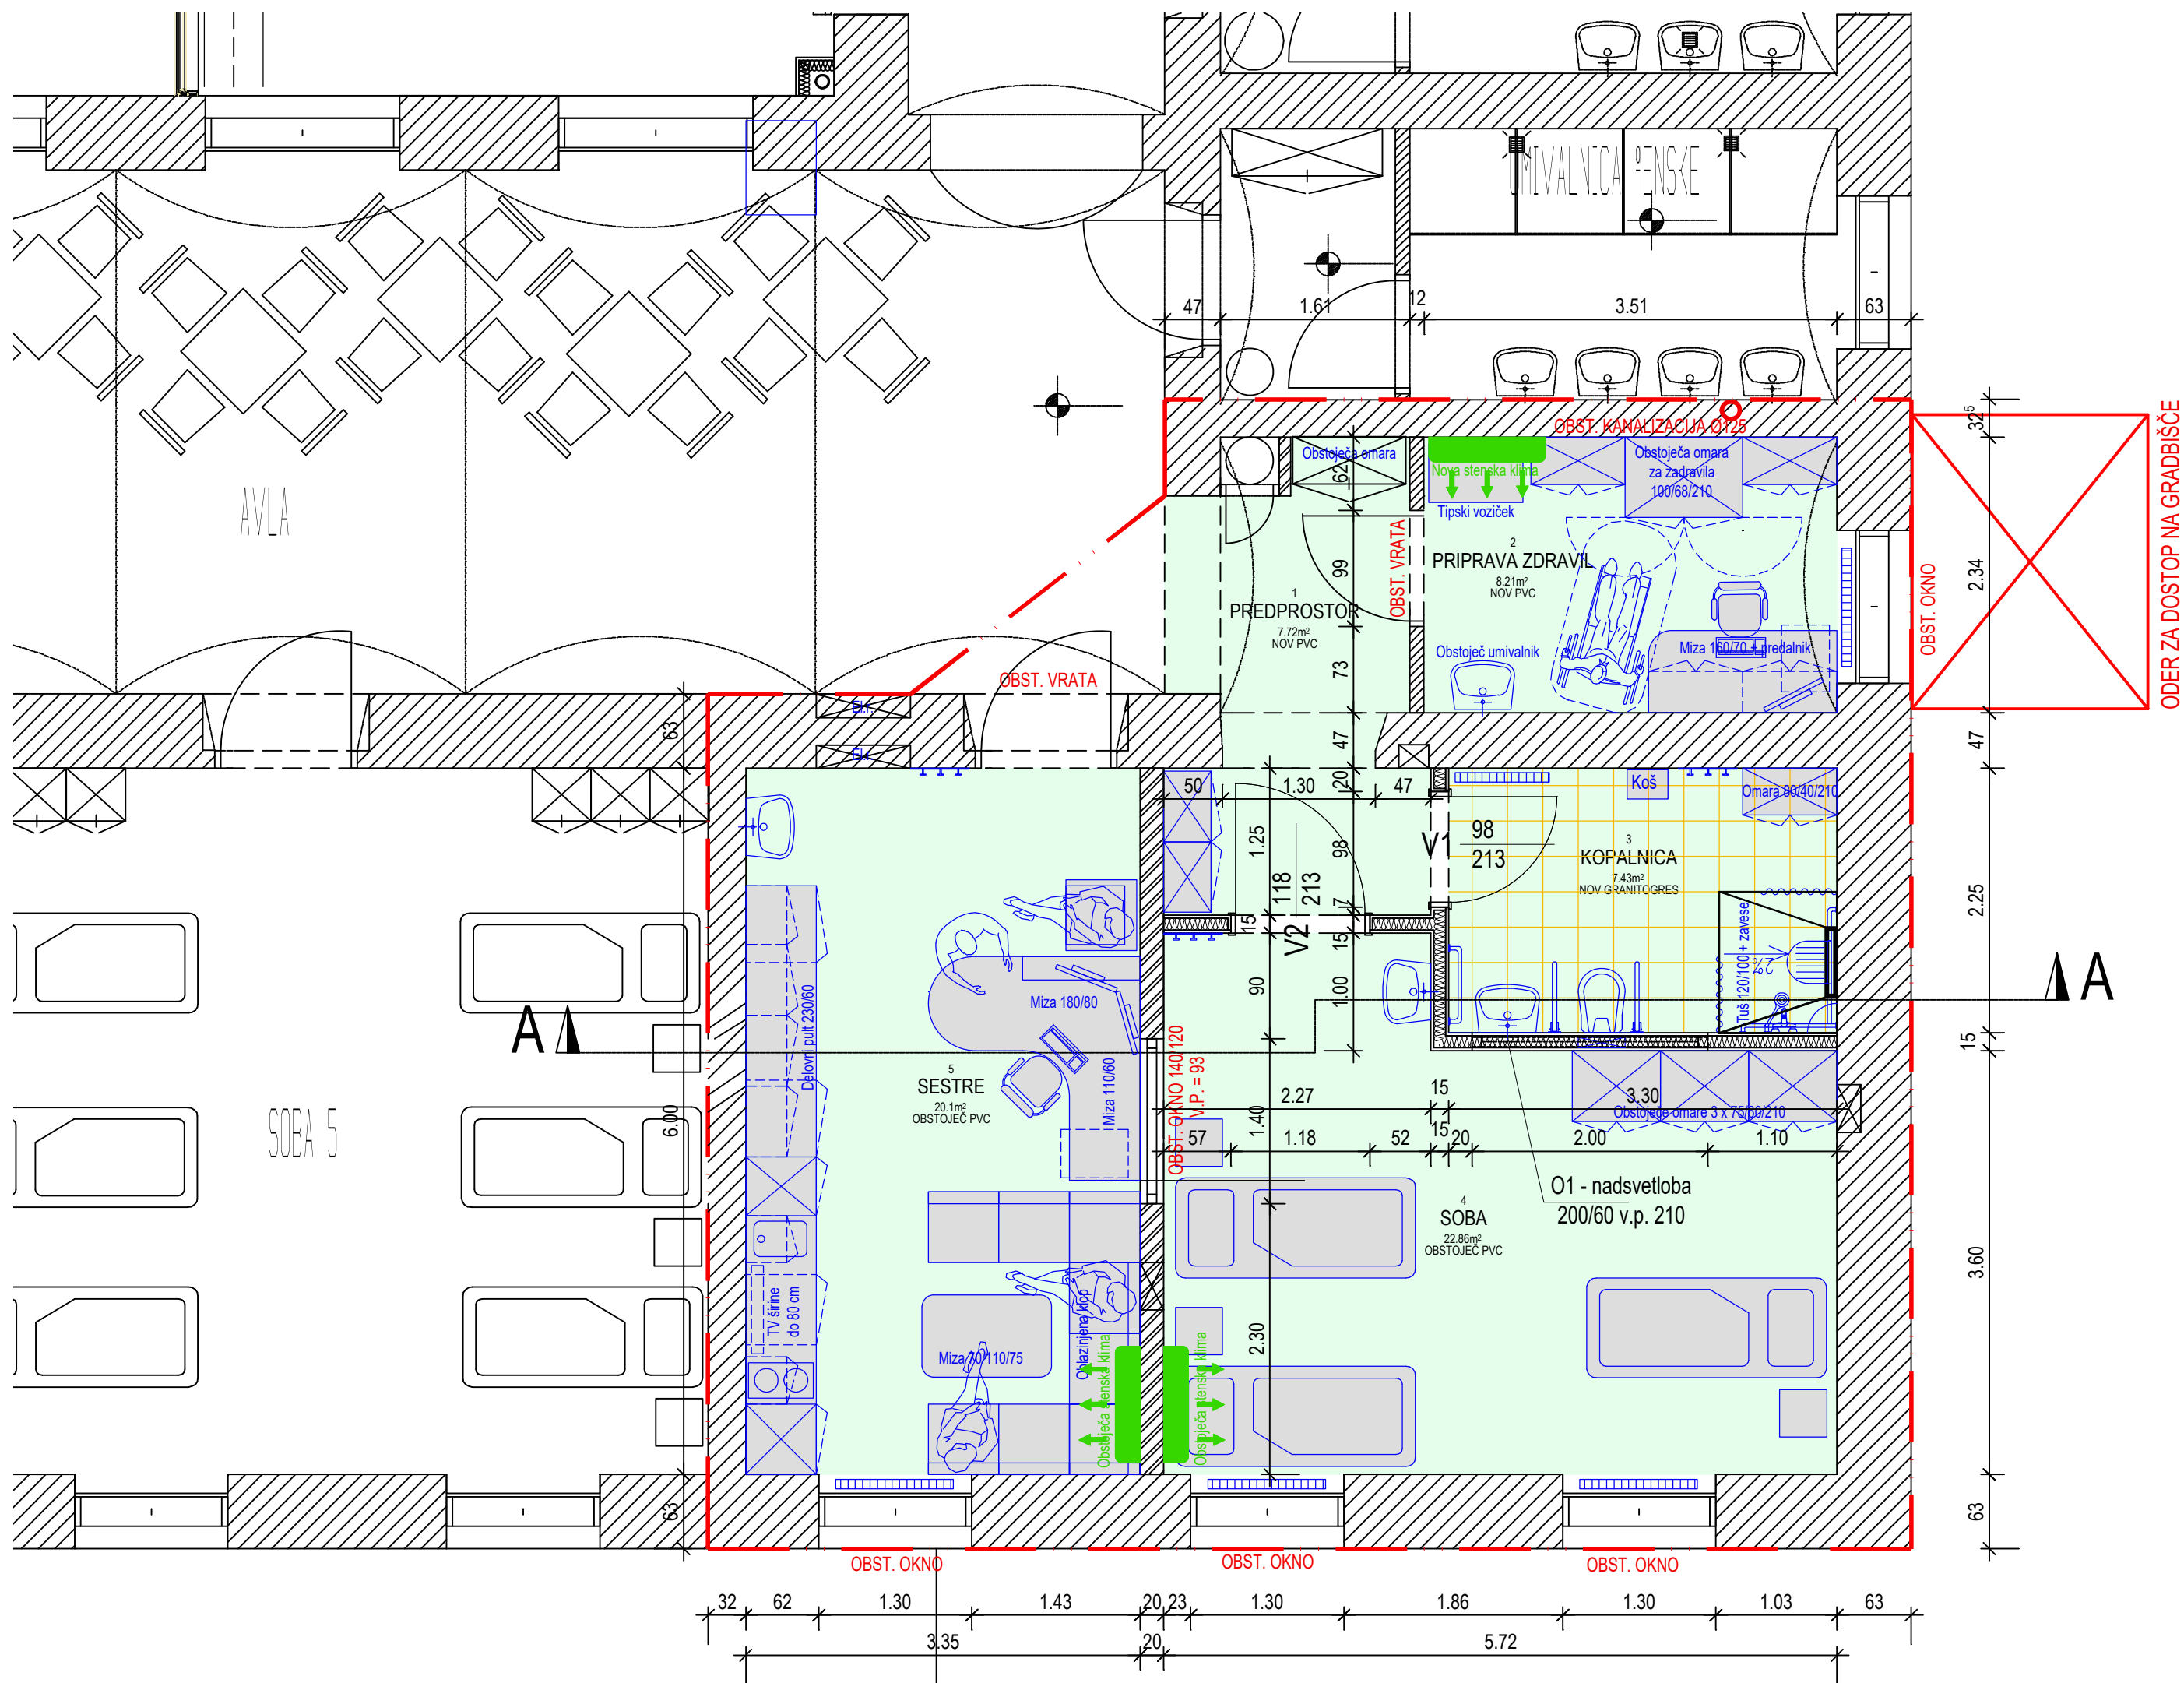 UMIVALNICA ŽENSKE
47
1.61
12
3.51
63
AVLA
OBST. KANALIZACIJA Ø125
ODER ZA DOSTOP NA GRADBIŠČE
32⁵
2.34
47
2.25
15
3.60
63
OBST. OKNO
Obstoječa omara
Nova stenska klima
Tipski voziček
Obstoječa omara
za zadravila
100/68/210
62
99
73
47
20
98
7
15
1.00
OBST. VRATA
1
PREDPROSTOR
7.72m²
NOV PVC
2
PRIPRAVA ZDRAVIL
8.21m²
NOV PVC
Obstoječ umivalnik
Miza 160/70 + predalnik
OBST. VRATA
El.r.
El.r.
63
6.00
63
50
1.30
47
1.25
15
90
1.40
2.30
V1
98
213
V2
118
213
Koš
Omara 80/40/210
3
KOPALNICA
7.43m²
NOV GRANITOGRES
Tuš 120/100 + zavese
2%
A
A
Delovni pult 230/60
Miza 180/80
Miza 110/60
5
SESTRE
20.1m²
OBSTOJEČ PVC
OBST. OKNO 140/120
V.P. = 93
2.27
15
3.30
Obstoječe omare 3 x 75/60/210
57
1.18
52
15
20
2.00
1.10
O1 - nadsvetloba
200/60 v.p. 210
4
SOBA
22.86m²
OBSTOJEČ PVC
SOBA 5
TV širine
do 80 cm
Miza 70/110/75
Oblazinjena klop
Obstoječa stenska klima
Obstoječa stenska klima
OBST. OKNO
OBST. OKNO
OBST. OKNO
32
62
1.30
1.43
20
23
1.30
1.86
1.30
1.03
63
3.35
20
5.72